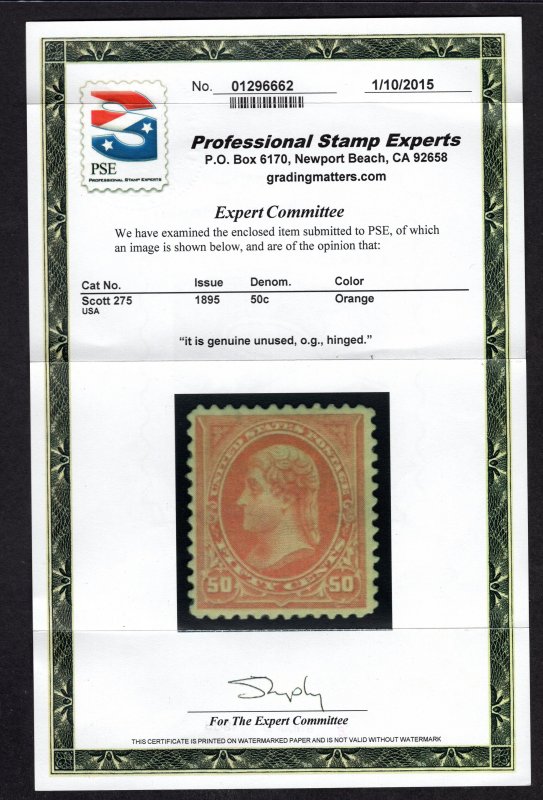 No. 01296662 1/10/2015
PSE
PROFESSIONAL STAMP EXPERTS
Professional Stamp Experts
P.O. Box 6170, Newport Beach, CA 92658
gradingmatters.com
Expert Committee
We have examined the enclosed item submitted to PSE, of which
an image is shown below, and are of the opinion that:
Cat No. Issue Denom. Color
Scott 275 1895 50c Orange
USA
“it is genuine unused, o.g., hinged.”
UNITED STATES POSTAGE
50 FIFTY CENTS 50
For The Expert Committee
THIS CERTIFICATE IS PRINTED ON WATERMARKED PAPER AND IS NOT VALID WITHOUT WATERMARK